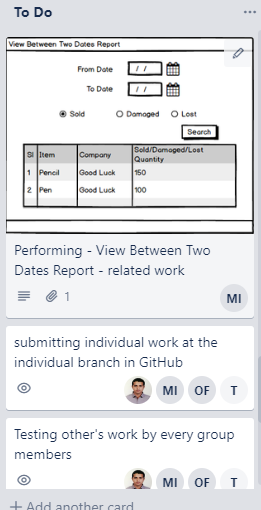 To Do
View Between Two Dates Report
From Date / /
To Date / /
Sold Damaged Lost
Search
Sl Item Company Sold/Damaged/Lost Quantity
1 Pencil Good Luck 150
2 Pen Good Luck 100
Performing - View Between Two
Dates Report - related work
1
MI
submitting individual work at the
individual branch in GitHub
MI OF T
Testing other's work by every group
members
MI OF T
+ Add another card